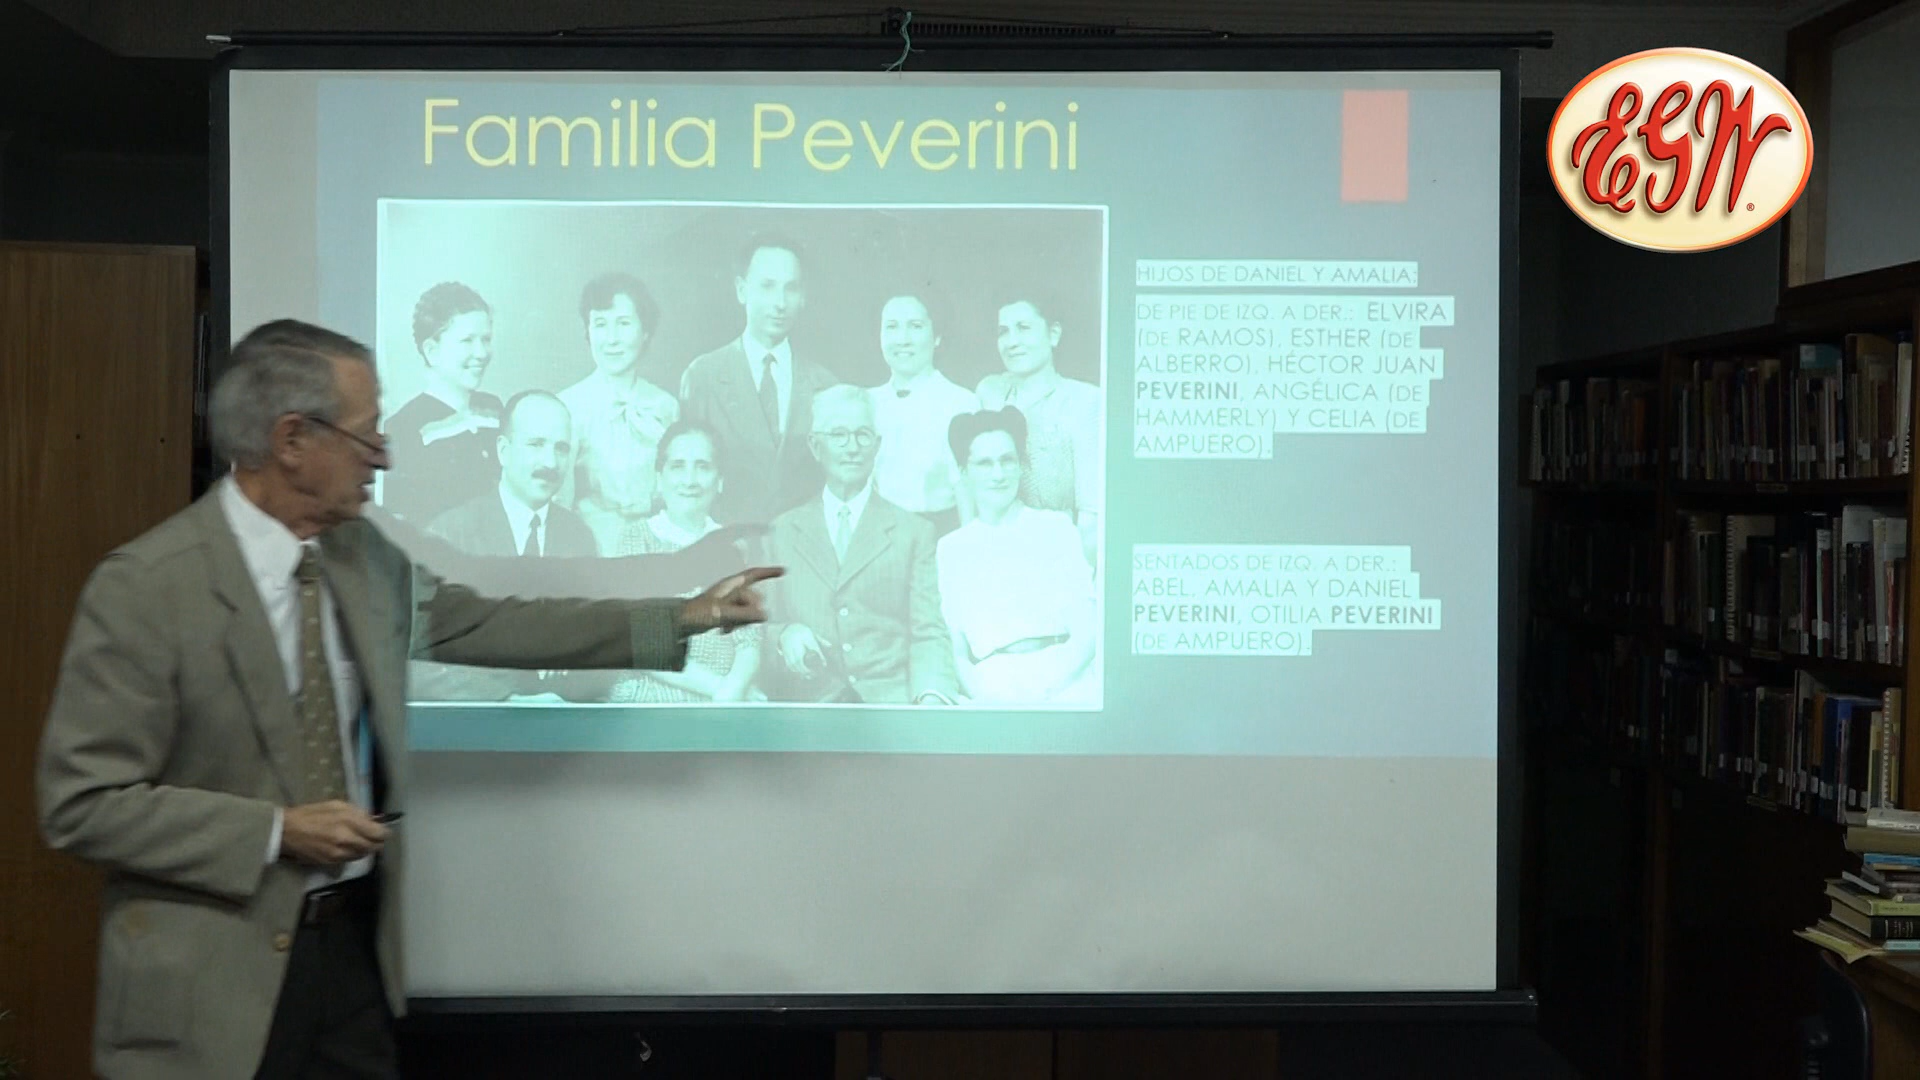 Familia Peverini
EGW
®
HIJOS DE DANIEL Y AMALIA:
DE PIE DE IZQ. A DER.: ELVIRA
(DE RAMOS), ESTHER (DE
ALBERRO), HÉCTOR JUAN
PEVERINI, ANGÉLICA (DE
HAMMERLY) Y CELIA (DE
AMPUERO).
SENTADOS DE IZQ. A DER.:
ABEL, AMALIA Y DANIEL
PEVERINI, OTILIA PEVERINI
(DE AMPUERO).